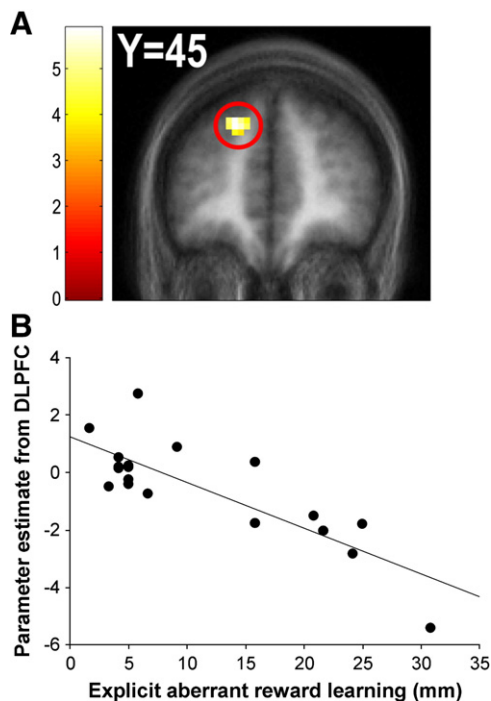 A
Y=45
5
4
3
2
1
0
B
Parameter estimate from DLPFC
4
2
0
-2
-4
-6
0 5 10 15 20 25 30 35
Explicit aberrant reward learning (mm)